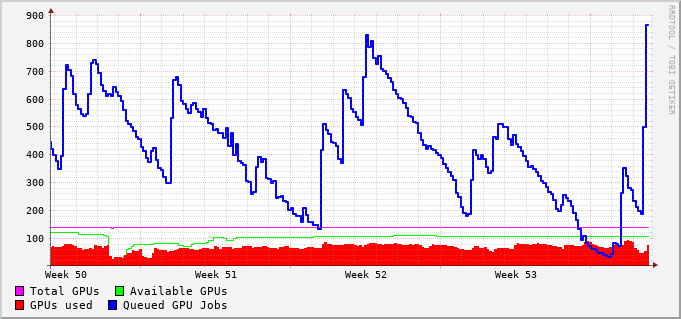 900
800
700
600
500
400
300
200
100
Week 50 Week 51 Week 52 Week 53
Total GPUs Available GPUs
GPUs used Queued GPU Jobs
RRDTOOL / TOBI OETIKER